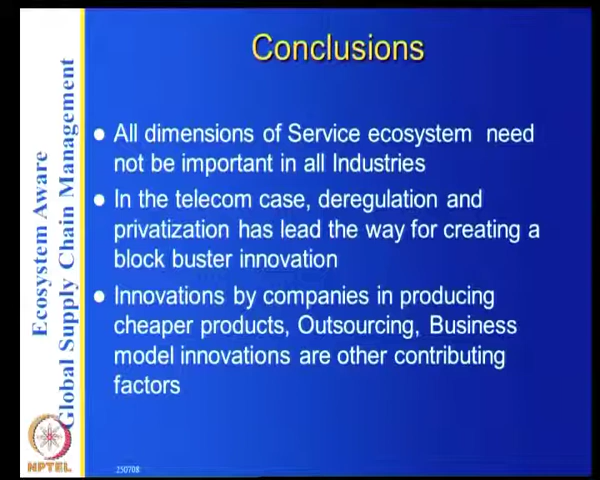 Conclusions
All dimensions of Service ecosystem need
not be important in all Industries
In the telecom case, deregulation and
privatization has lead the way for creating a
block buster innovation
Innovations by companies in producing
cheaper products, Outsourcing, Business
model innovations are other contributing
factors
Ecosystem Aware
Global Supply Chain Management
NPTEL
250708